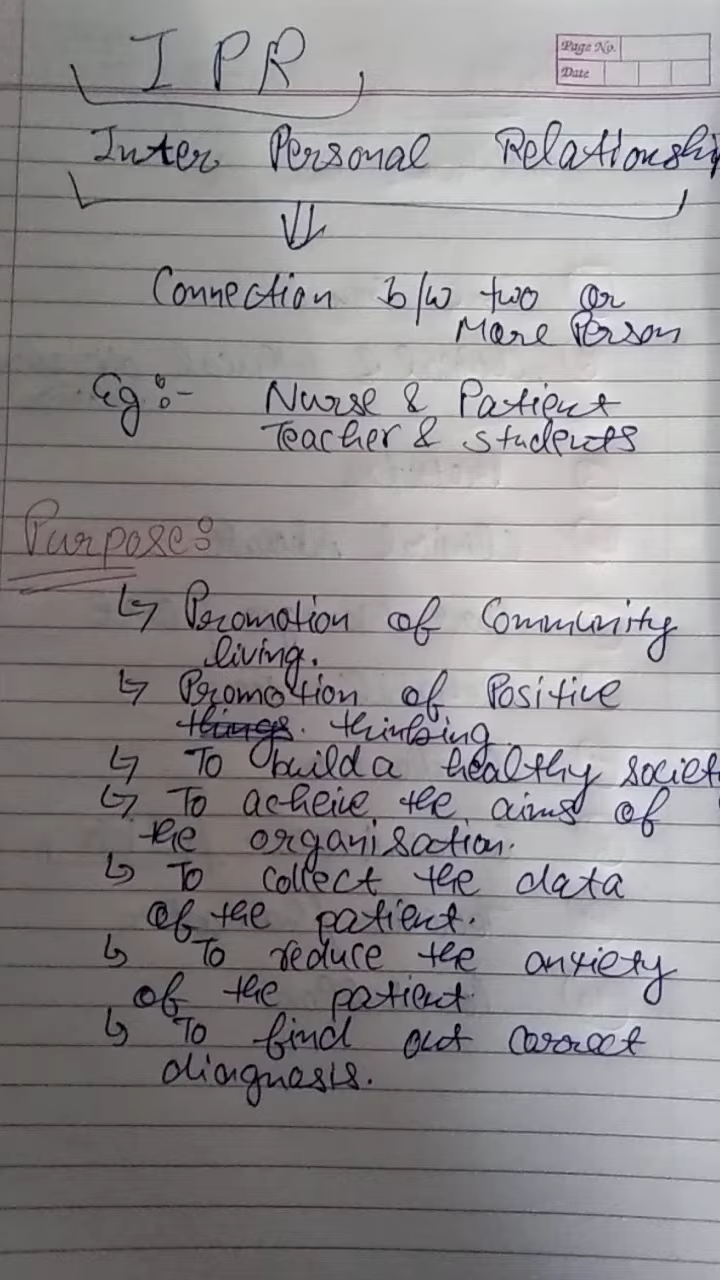 Page No.
Date
IPR
Inter Personal Relationship
Connection b/w two or
More Person
Eg:- Nurse & Patient
Teacher & students
Purpose:
↳ Promotion of Community
living.
↳ Promotion of Positive
things. thinking
↳ To build a healthy societ
↳ To acheive the aims of
the organisation.
↳ To collect the data
of the patient.
↳ To reduce the anxiety
of the patient.
↳ To find out correct
diagnosis.